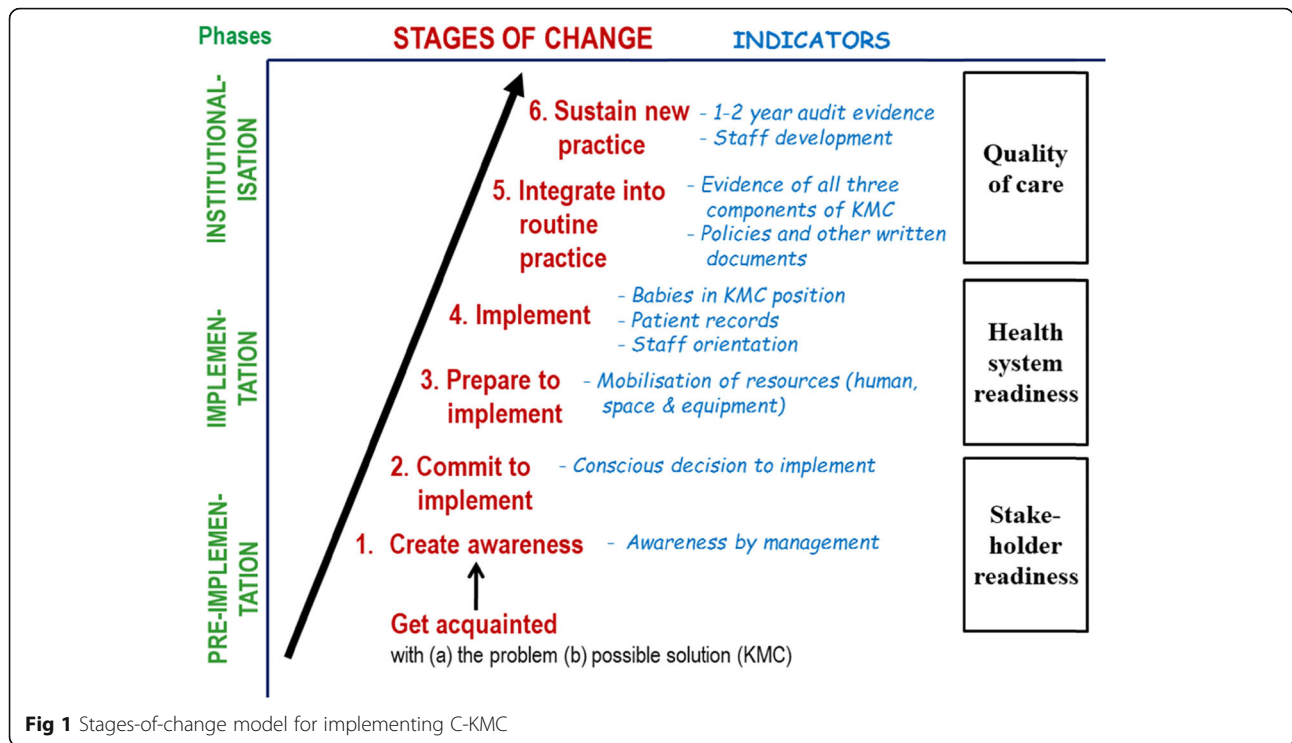 Phases
STAGES OF CHANGE
INDICATORS
INSTITUTIONAL-
ISATION
6. Sustain new
practice
- 1-2 year audit evidence
- Staff development
5. Integrate into
routine
practice
- Evidence of all three
components of KMC
- Policies and other written
documents
Quality
of care
IMPLEMEN-
TATION
4. Implement
- Babies in KMC position
- Patient records
- Staff orientation
3. Prepare to
implement
- Mobilisation of resources (human,
space & equipment)
Health
system
readiness
PRE-IMPLEMEN-
TATION
2. Commit to
implement
- Conscious decision to implement
1. Create awareness
- Awareness by management
Get acquainted
with (a) the problem (b) possible solution (KMC)
Stake-
holder
readiness
Fig 1 Stages-of-change model for implementing C-KMC